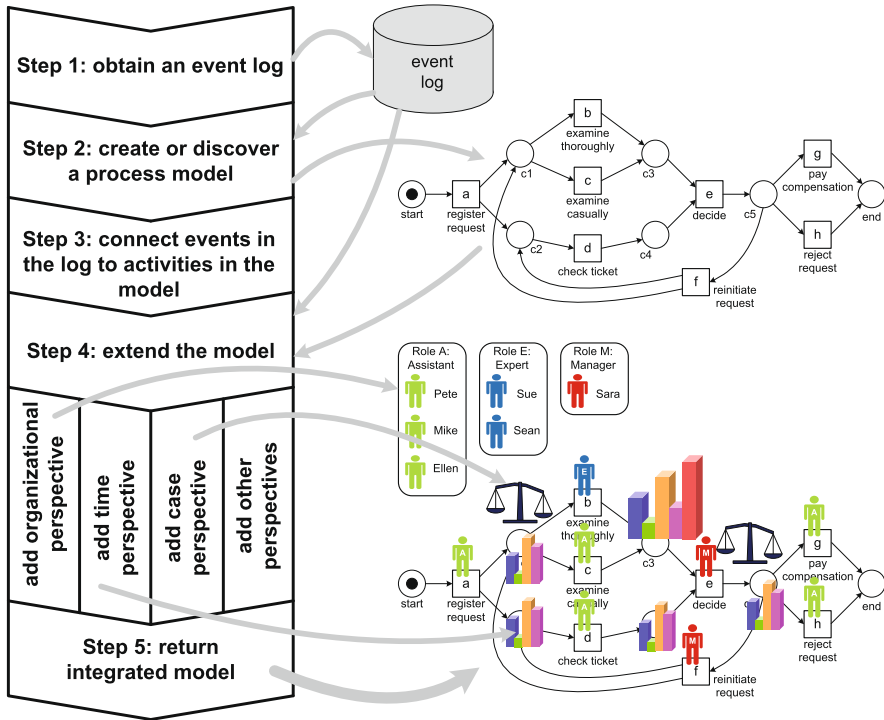 Step 1: obtain an event log
event
log
Step 2: create or discover
a process model
Step 3: connect events in
the log to activities in the
model
Step 4: extend the model
add organizational
perspective
add time
perspective
add case
perspective
add other
perspectives
Step 5: return
integrated model
start
a
register
request
c1
c2
b
examine
thoroughly
c
examine
casually
d
check ticket
c3
c4
e
decide
c5
f
reinitiate
request
g
pay
compensation
h
reject
request
end
Role A:
Assistant
Pete
Mike
Ellen
Role E:
Expert
Sue
Sean
Role M:
Manager
Sara
start
A
a
register
request
E
b
examine
thoroughly
A
c
examine
casually
A
d
check ticket
c3
M
e
decide
M
f
reinitiate
request
A
g
pay
compensation
A
h
reject
request
end